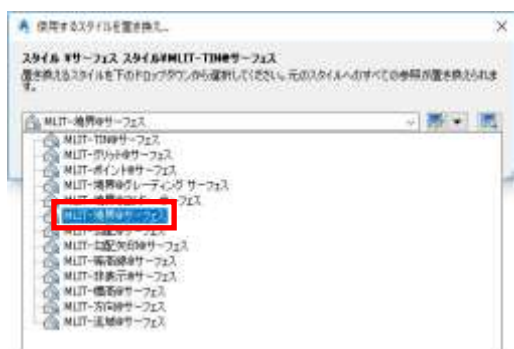 使用するスタイルを置き換え...
スタイル ¥サーフェス スタイル¥MLIT-TIN@サーフェス
置き換えるスタイルを下のドロップダウンから選択してください。元のスタイルへのすべての参照が置き換えられます。
MLIT-境界@サーフェス
MLIT-TIN@サーフェス
MLIT-グリッド@サーフェス
MLIT-ポイント@サーフェス
MLIT-境界@グレーディング サーフェス
MLIT-境界@サーフェス
MLIT-勾配@サーフェス
MLIT-勾配矢印@サーフェス
MLIT-等高線@サーフェス
MLIT-非表示@サーフェス
MLIT-標高@サーフェス
MLIT-方向@サーフェス
MLIT-流域@サーフェス